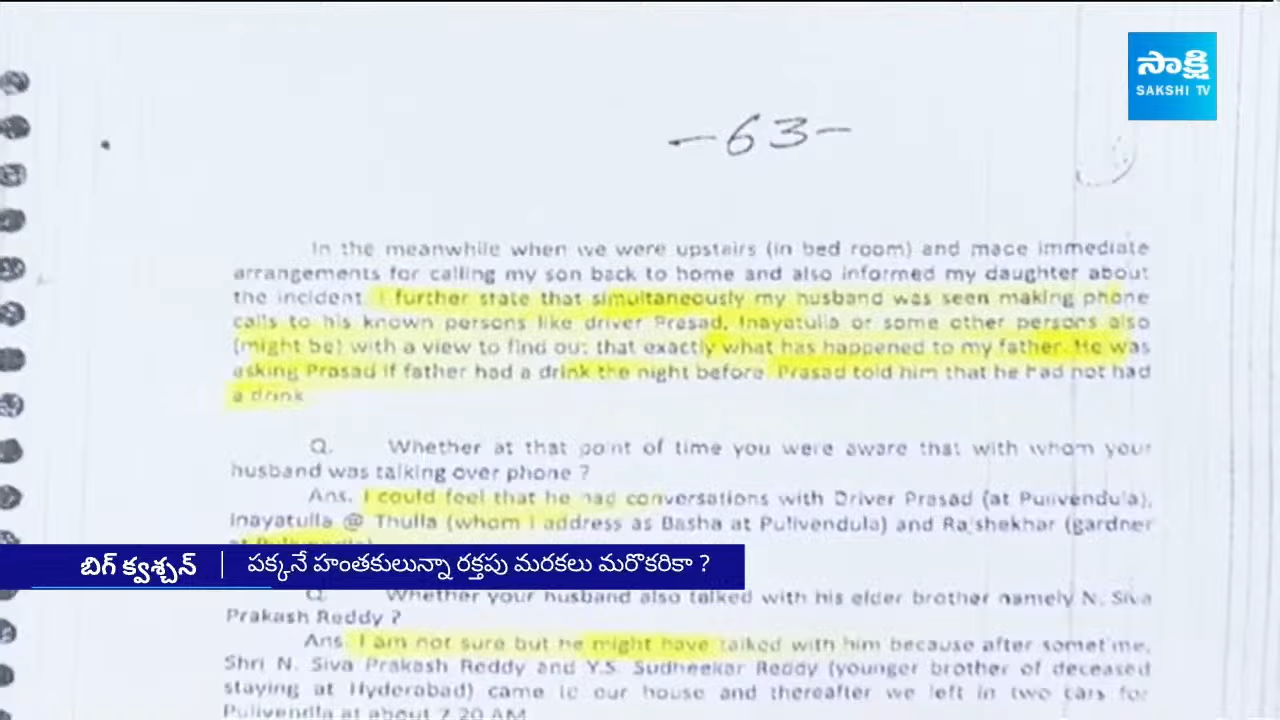 సాక్షి
SAKSHI TV
-63-
In the meanwhile when we were upstairs (in bed room) and mace immediate
arrangements for calling my son back to home and also informed my daughter about
the incident. I further state that simultaneously my husband was seen making phone
calls to his known persons like driver Prasad, Inayatulla or some other persons also
(might be) with a view to find out that exactly what has happened to my father. He was
asking Prasad if father had a drink the night before. Prasad told him that he had not had
a drink
Q. Whether at that point of time you were aware that with whom your
husband was talking over phone ?
Ans. I could feel that he had conversations with Driver Prasad (at Pulivendula),
Inayatulla @ Thulla (whom I address as Basha at Pulivendula) and Rajshekhar (gardner
బిగ్ క్వశ్చన్ | పక్కనే హంతకులున్నా రక్తపు మరకలు మరొకరికా ?
Q. Whether your husband also talked with his elder brother namely N. Siva
Prakash Reddy ?
Ans. I am not sure but he might have talked with him because after sometime,
Shri N. Siva Prakash Reddy and Y.S. Sudheekar Reddy (younger brother of deceased
staying at Hyderabad) came to our house and thereafter we left in two cars for
Pulivendla at about 7.20 AM